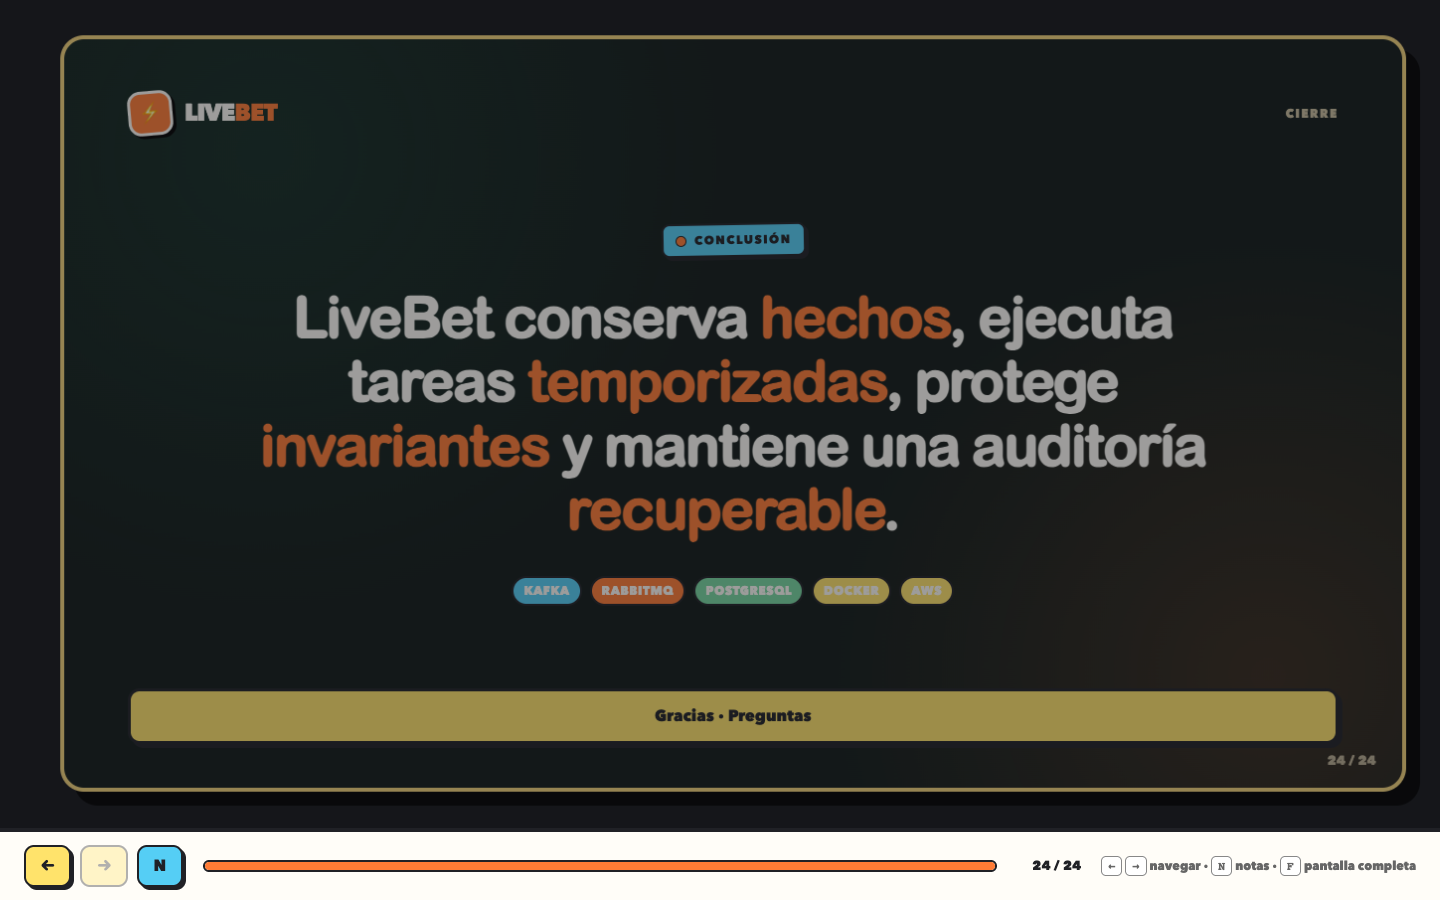 LIVEBET
CIERRE
CONCLUSIÓN
LiveBet conserva hechos, ejecuta
tareas temporizadas, protege
invariantes y mantiene una auditoría
recuperable.
KAFKA RABBITMQ POSTGRESQL DOCKER AWS
Gracias • Preguntas
24 / 24
← → N 24 / 24 ← → navegar • N notas • F pantalla completa